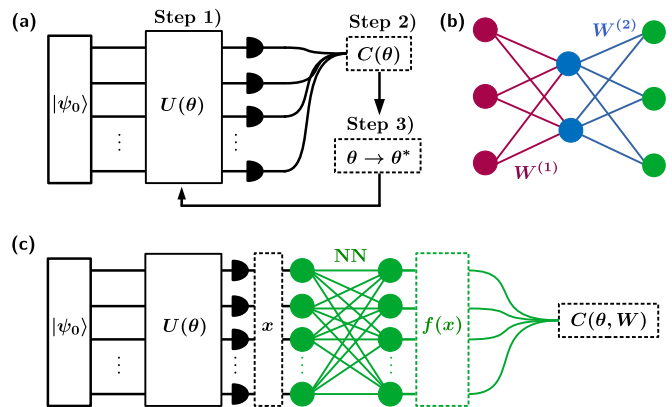 (a)
Step 1)
Step 2)
|ψ₀⟩
U(θ)
C(θ)
Step 3)
θ → θ*
(b)
W⁽²⁾
W⁽¹⁾
(c)
NN
|ψ₀⟩
U(θ)
x
f(x)
C(θ, W)